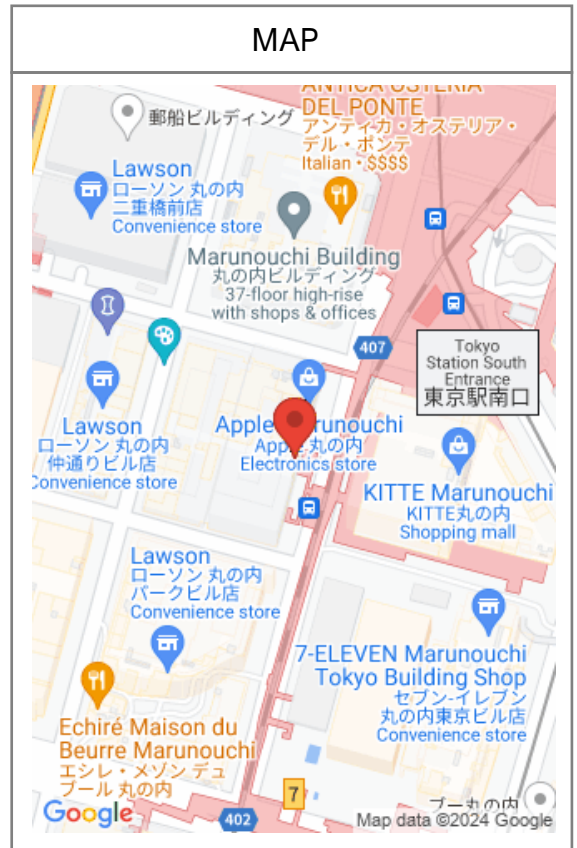 MAP
ANTICA OSTERIA
DEL PONTE
アンティカ・オステリア・
デル・ポンテ
Italian • $$$$
郵船ビルディング
Lawson
ローソン 丸の内
二重橋前店
Convenience store
Marunouchi Building
丸の内ビルディング
37-floor high-rise
with shops & offices
407
Tokyo
Station South
Entrance
東京駅南口
Lawson
ローソン 丸の内
仲通りビル店
Convenience store
Apple Marunouchi
Apple 丸の内
Electronics store
KITTE Marunouchi
KITTE丸の内
Shopping mall
Lawson
ローソン 丸の内
パークビル店
Convenience store
7-ELEVEN Marunouchi
Tokyo Building Shop
セブン-イレブン
丸の内東京ビル店
Convenience store
Echiré Maison du
Beurre Marunouchi
エシレ・メゾン デュ
ブール 丸の内
7
ブー丸の内
Google
402
Map data ©2024 Google